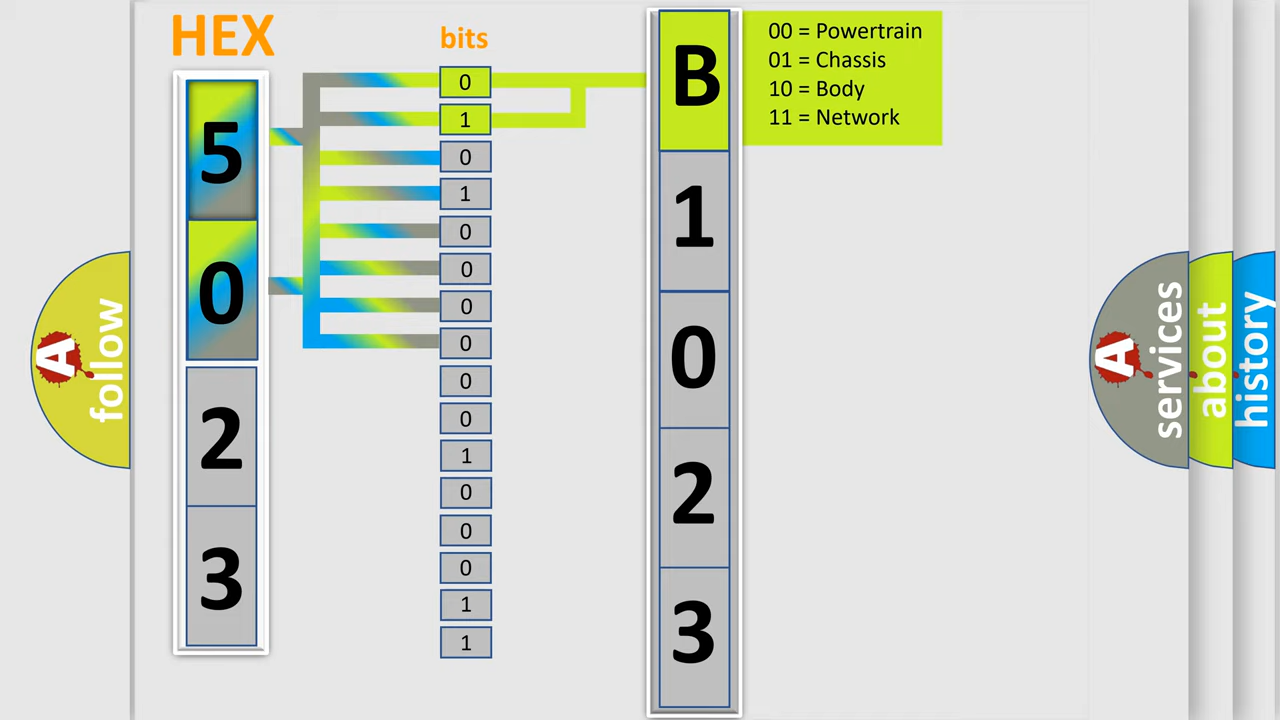 HEX
bits
5
0
2
3
0
1
0
1
0
0
0
0
0
0
1
0
0
0
1
1
B
1
0
2
3
00 = Powertrain
01 = Chassis
10 = Body
11 = Network
A
follow
A
services
about
history